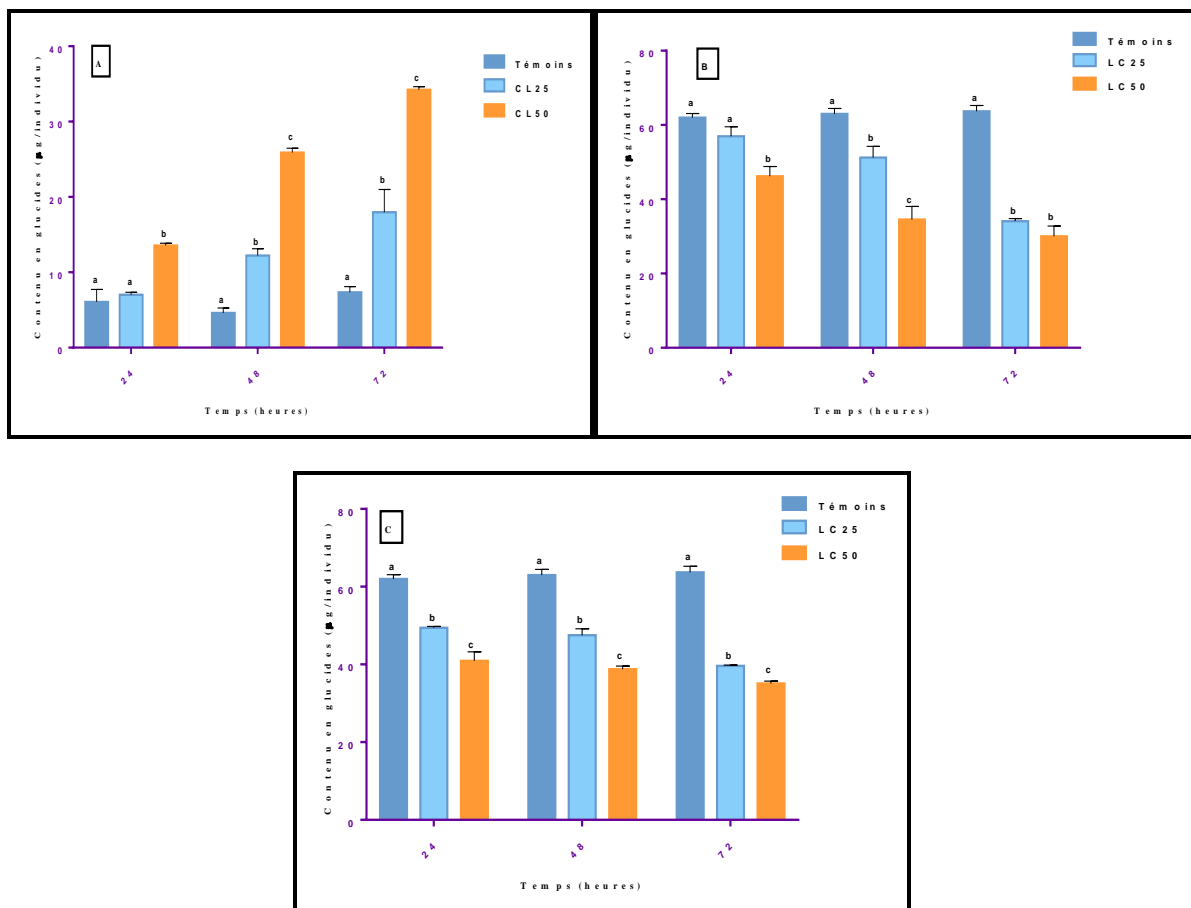 A
Témoins
CL25
CL50
Contenu en glucides (µg/individu)
40
30
20
10
0
a
a
b
a
b
c
a
b
c
24
48
72
Temps (heures)
B
Témoins
LC25
LC50
Contenu en glucides (µg/individu)
80
60
40
20
0
a
a
b
a
b
c
a
b
b
24
48
72
Temps (heures)
C
Témoins
LC25
LC50
Contenu en glucides (µg/individu)
80
60
40
20
0
a
b
c
a
b
c
a
b
c
24
48
72
Temps (heures)